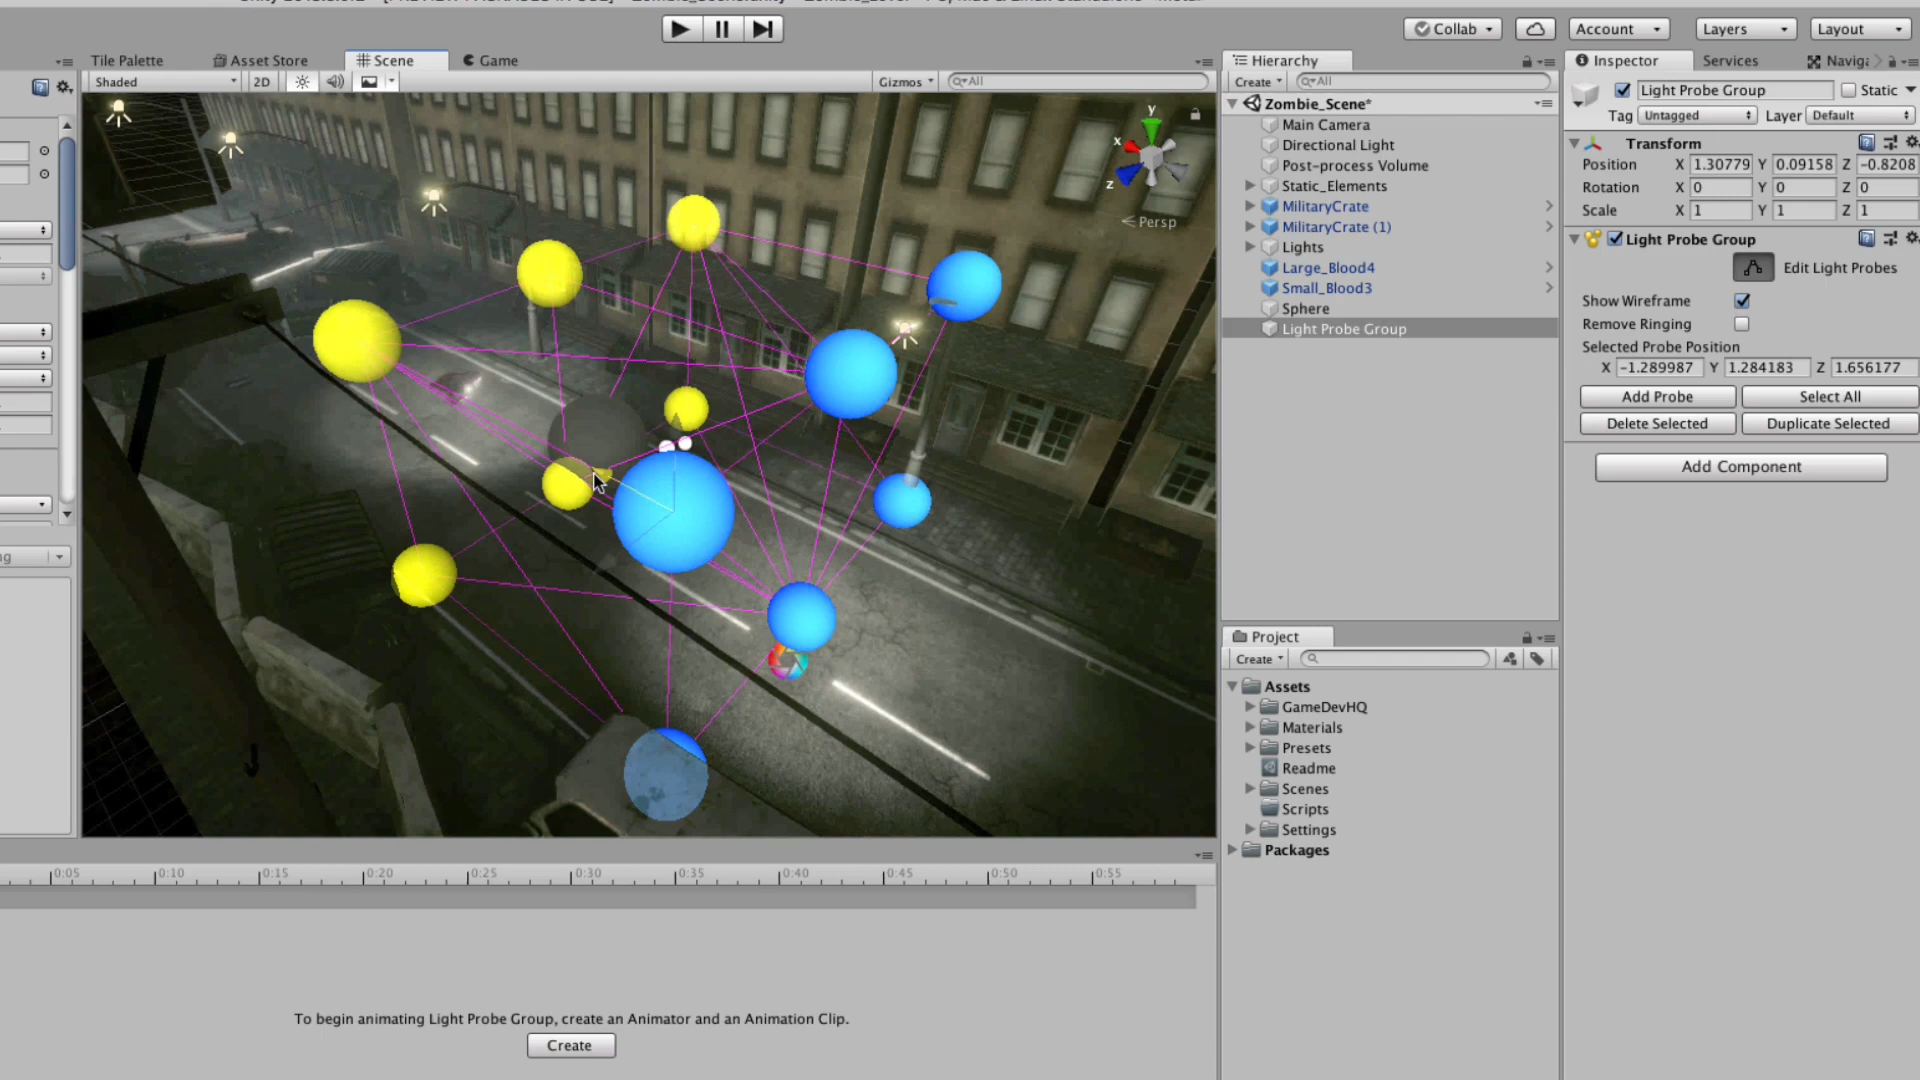 Tile Palette
Asset Store
Scene
Game
Shaded
2D
Gizmos
All
Collab
Account
Layers
Layout
y
x
z
Persp
Hierarchy
Create
All
Zombie_Scene*
Main Camera
Directional Light
Post-process Volume
Static_Elements
MilitaryCrate
MilitaryCrate (1)
Lights
Large_Blood4
Small_Blood3
Sphere
Light Probe Group
Project
Create
Assets
GameDevHQ
Materials
Presets
Readme
Scenes
Scripts
Settings
Packages
Inspector
Services
Light Probe Group
Static
Tag Untagged Layer Default
Transform
Position X 1.30779 Y 0.09158 Z -0.8208
Rotation X 0 Y 0 Z 0
Scale X 1 Y 1 Z 1
Light Probe Group
Edit Light Probes
Show Wireframe
Remove Ringing
Selected Probe Position
X -1.289987 Y 1.284183 Z 1.656177
Add Probe Select All
Delete Selected Duplicate Selected
Add Component
0:05 0:10 0:15 0:20 0:25 0:30 0:35 0:40 0:45 0:50 0:55
To begin animating Light Probe Group, create an Animator and an Animation Clip.
Create